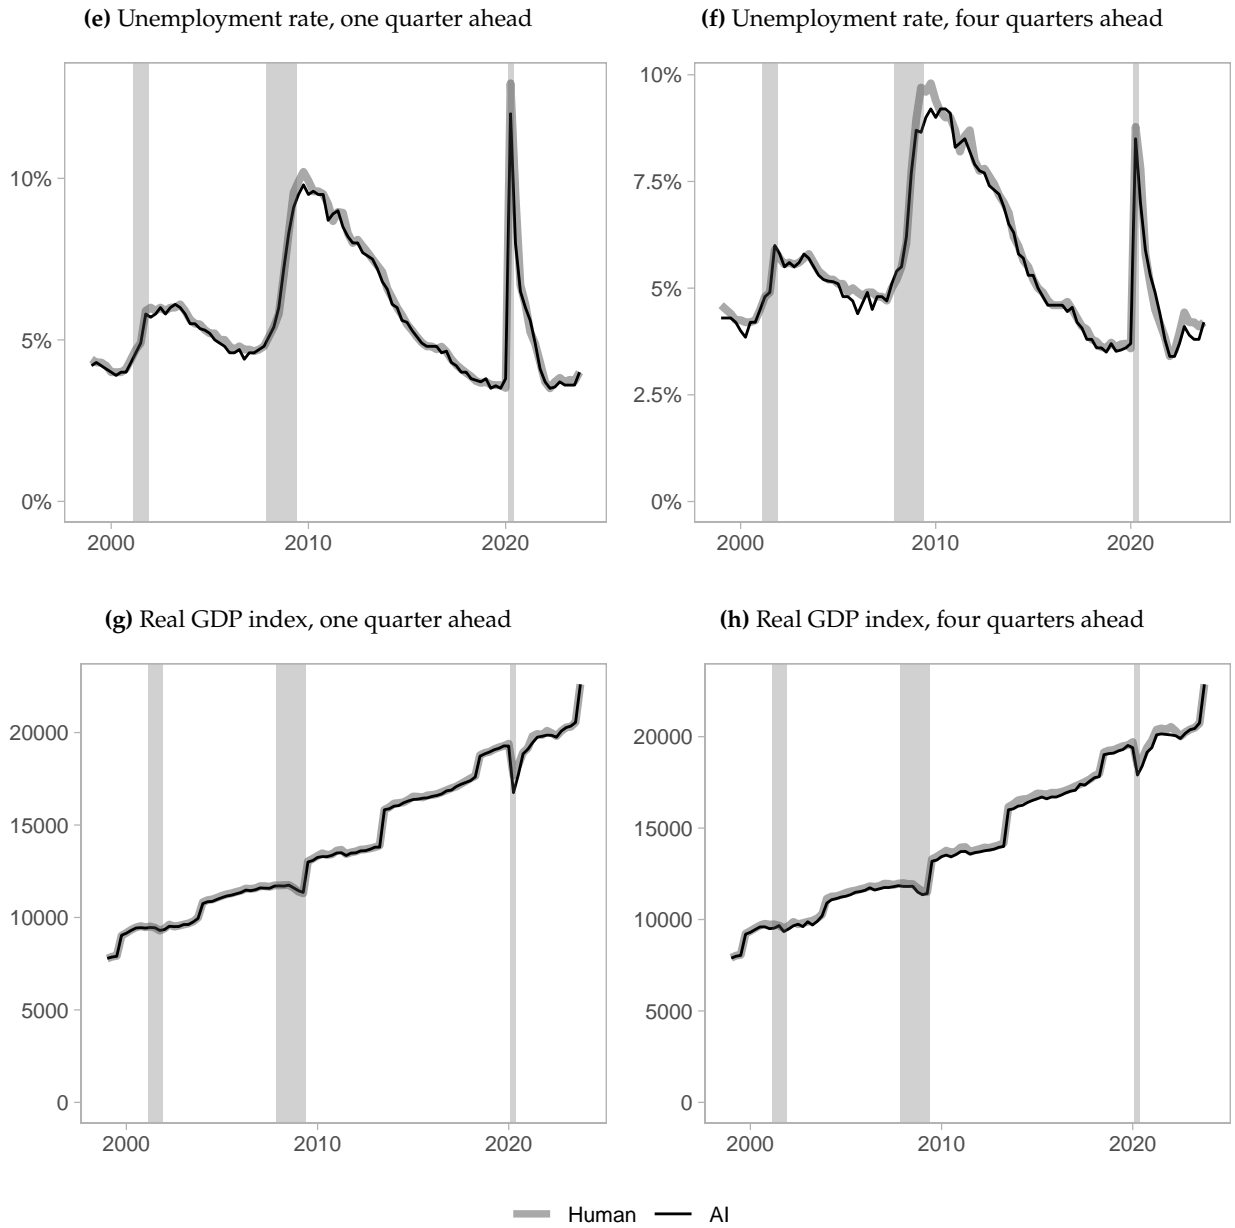 (e) Unemployment rate, one quarter ahead
(f) Unemployment rate, four quarters ahead
10%
5%
0%
2000 2010 2020
10%
7.5%
5%
2.5%
0%
2000 2010 2020
(g) Real GDP index, one quarter ahead
(h) Real GDP index, four quarters ahead
20000
15000
10000
5000
0
2000 2010 2020
20000
15000
10000
5000
0
2000 2010 2020
Human AI